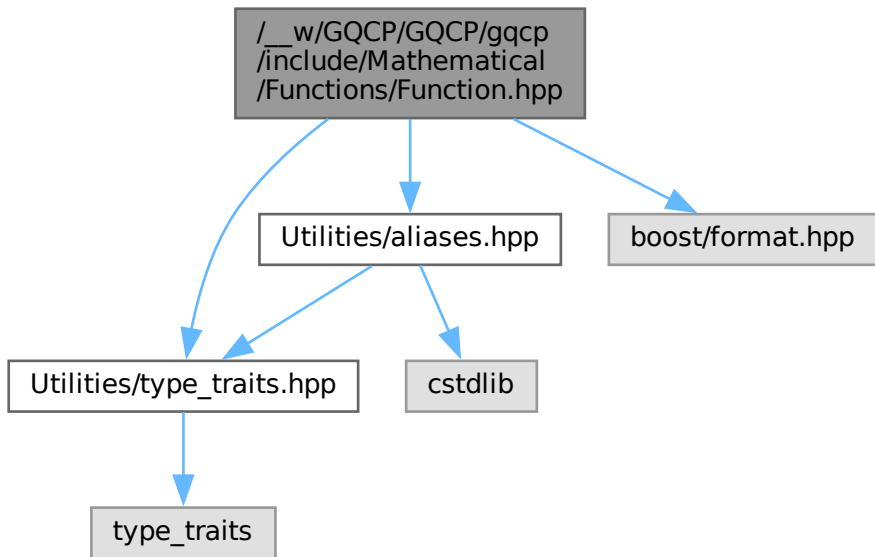 /__w/GQCP/GQCP/gqcp
/include/Mathematical
/Functions/Function.hpp
Utilities/aliases.hpp
boost/format.hpp
Utilities/type_traits.hpp
cstdlib
type_traits